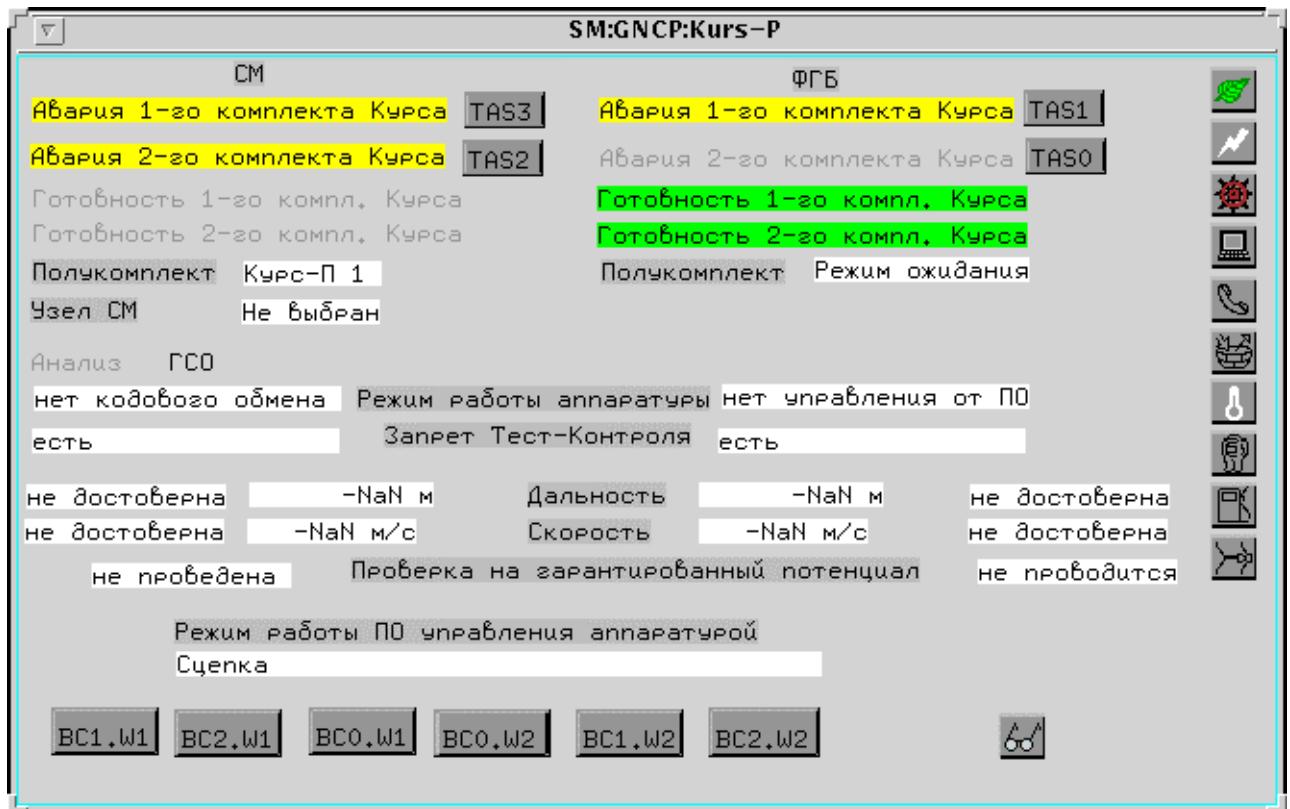 SM:GNCP:Kurs-P
СМ ФГБ
Авария 1-го комплекта Курса TAS3 Авария 1-го комплекта Курса TAS1
Авария 2-го комплекта Курса TAS2 Авария 2-го комплекта Курса TAS0
Готовность 1-го компл. Курса Готовность 1-го компл. Курса
Готовность 2-го компл. Курса Готовность 2-го компл. Курса
Полукомплект Курс-П 1 Полукомплект Режим ожидания
Узел СМ Не выбран
Анализ ГСО
нет кодового обмена Режим работы аппаратуры нет управления от ПО
есть Запрет Тест-Контроля есть
не достоверна -NaN м Дальность -NaN м не достоверна
не достоверна -NaN м/с Скорость -NaN м/с не достоверна
не проведена Проверка на гарантированный потенциал не проводится
Режим работы ПО управления аппаратурой
Сцепка
BC1.W1 BC2.W1 BC0.W1 BC0.W2 BC1.W2 BC2.W2